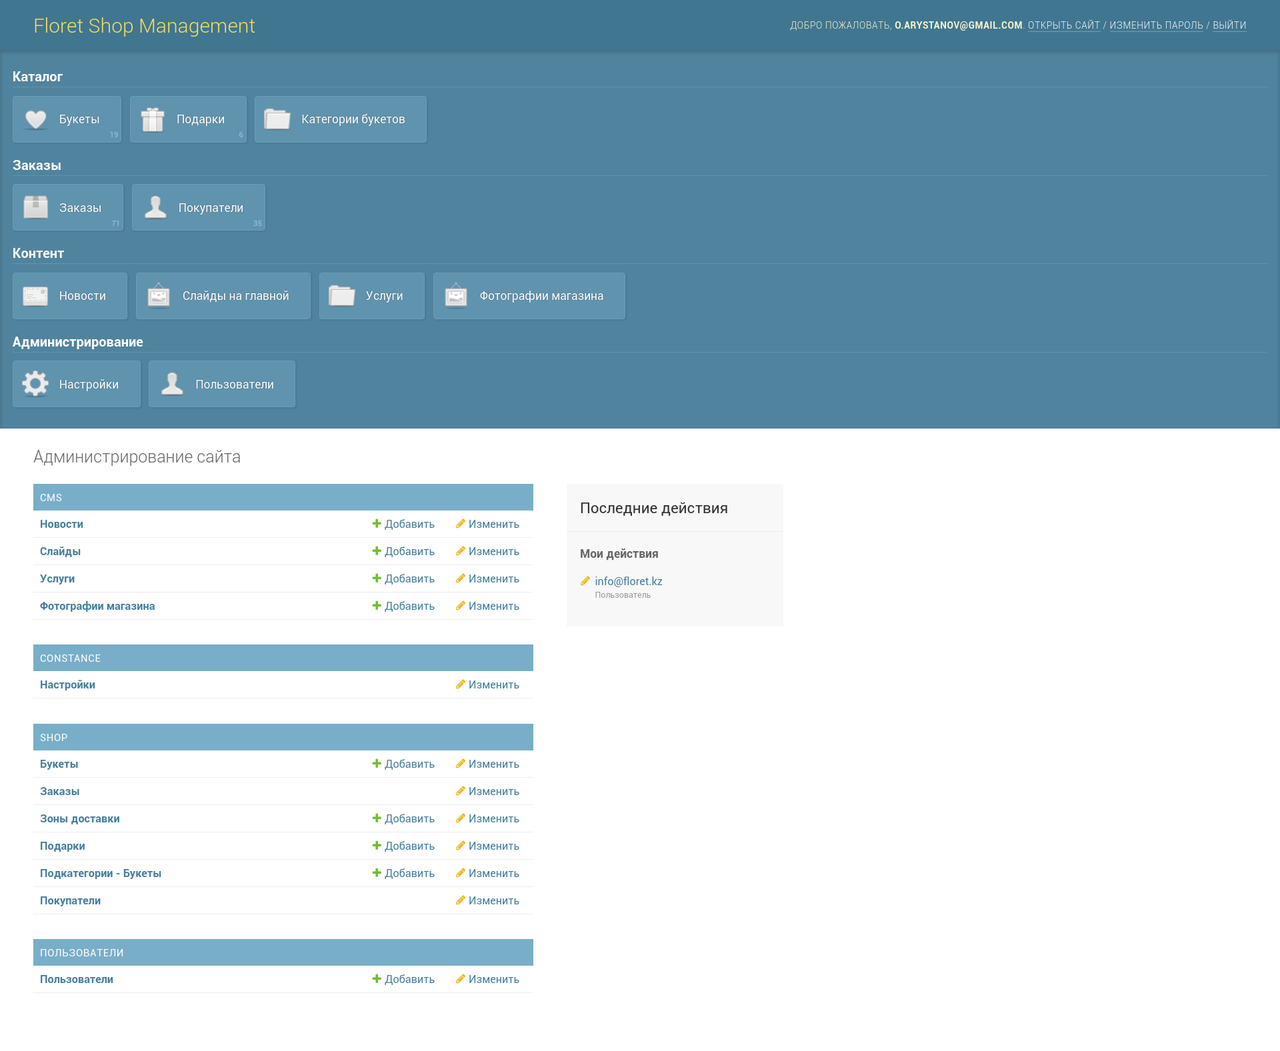 Floret Shop Management
ДОБРО ПОЖАЛОВАТЬ, O.ARYSTANOV@GMAIL.COM. ОТКРЫТЬ САЙТ / ИЗМЕНИТЬ ПАРОЛЬ / ВЫЙТИ
Каталог
Букеты 19 Подарки 6 Категории букетов
Заказы
Заказы 71 Покупатели 35
Контент
Новости Слайды на главной Услуги Фотографии магазина
Администрирование
Настройки Пользователи
Администрирование сайта
CMS
Новости Добавить Изменить
Слайды Добавить Изменить
Услуги Добавить Изменить
Фотографии магазина Добавить Изменить
CONSTANCE
Настройки Изменить
SHOP
Букеты Добавить Изменить
Заказы Изменить
Зоны доставки Добавить Изменить
Подарки Добавить Изменить
Подкатегории - Букеты Добавить Изменить
Покупатели Изменить
ПОЛЬЗОВАТЕЛИ
Пользователи Добавить Изменить
Последние действия
Мои действия
info@floret.kz
Пользователь